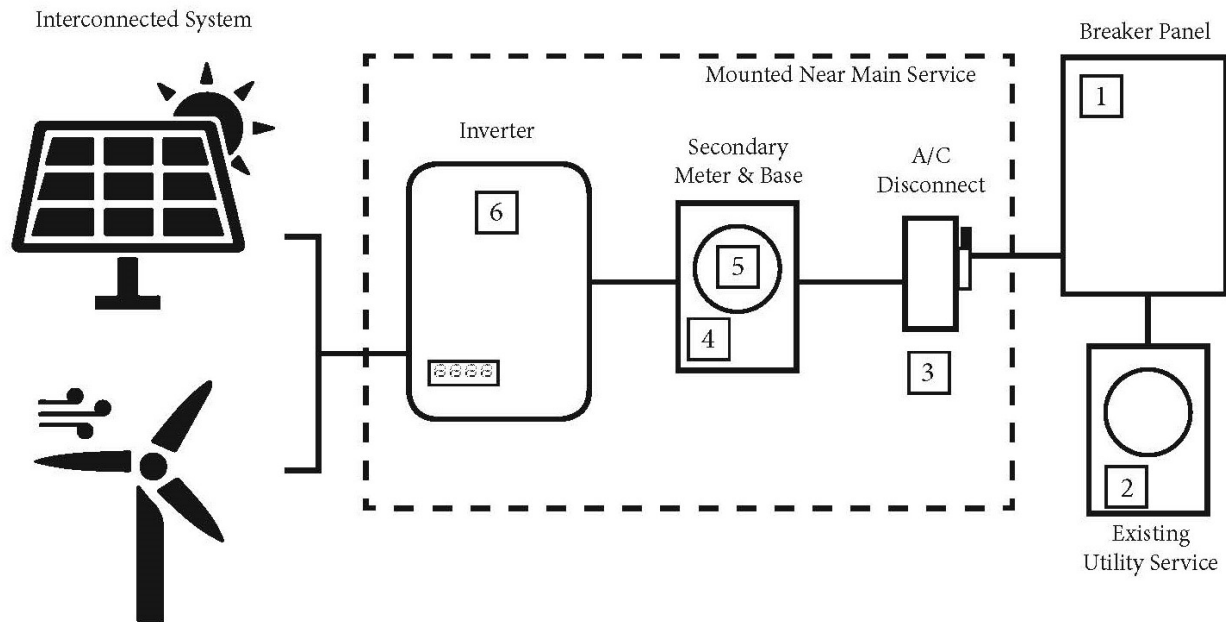 Interconnected System
Mounted Near Main Service
Breaker Panel
1
Inverter
6
8888
Secondary
Meter & Base
5
4
A/C
Disconnect
3
2
Existing
Utility Service